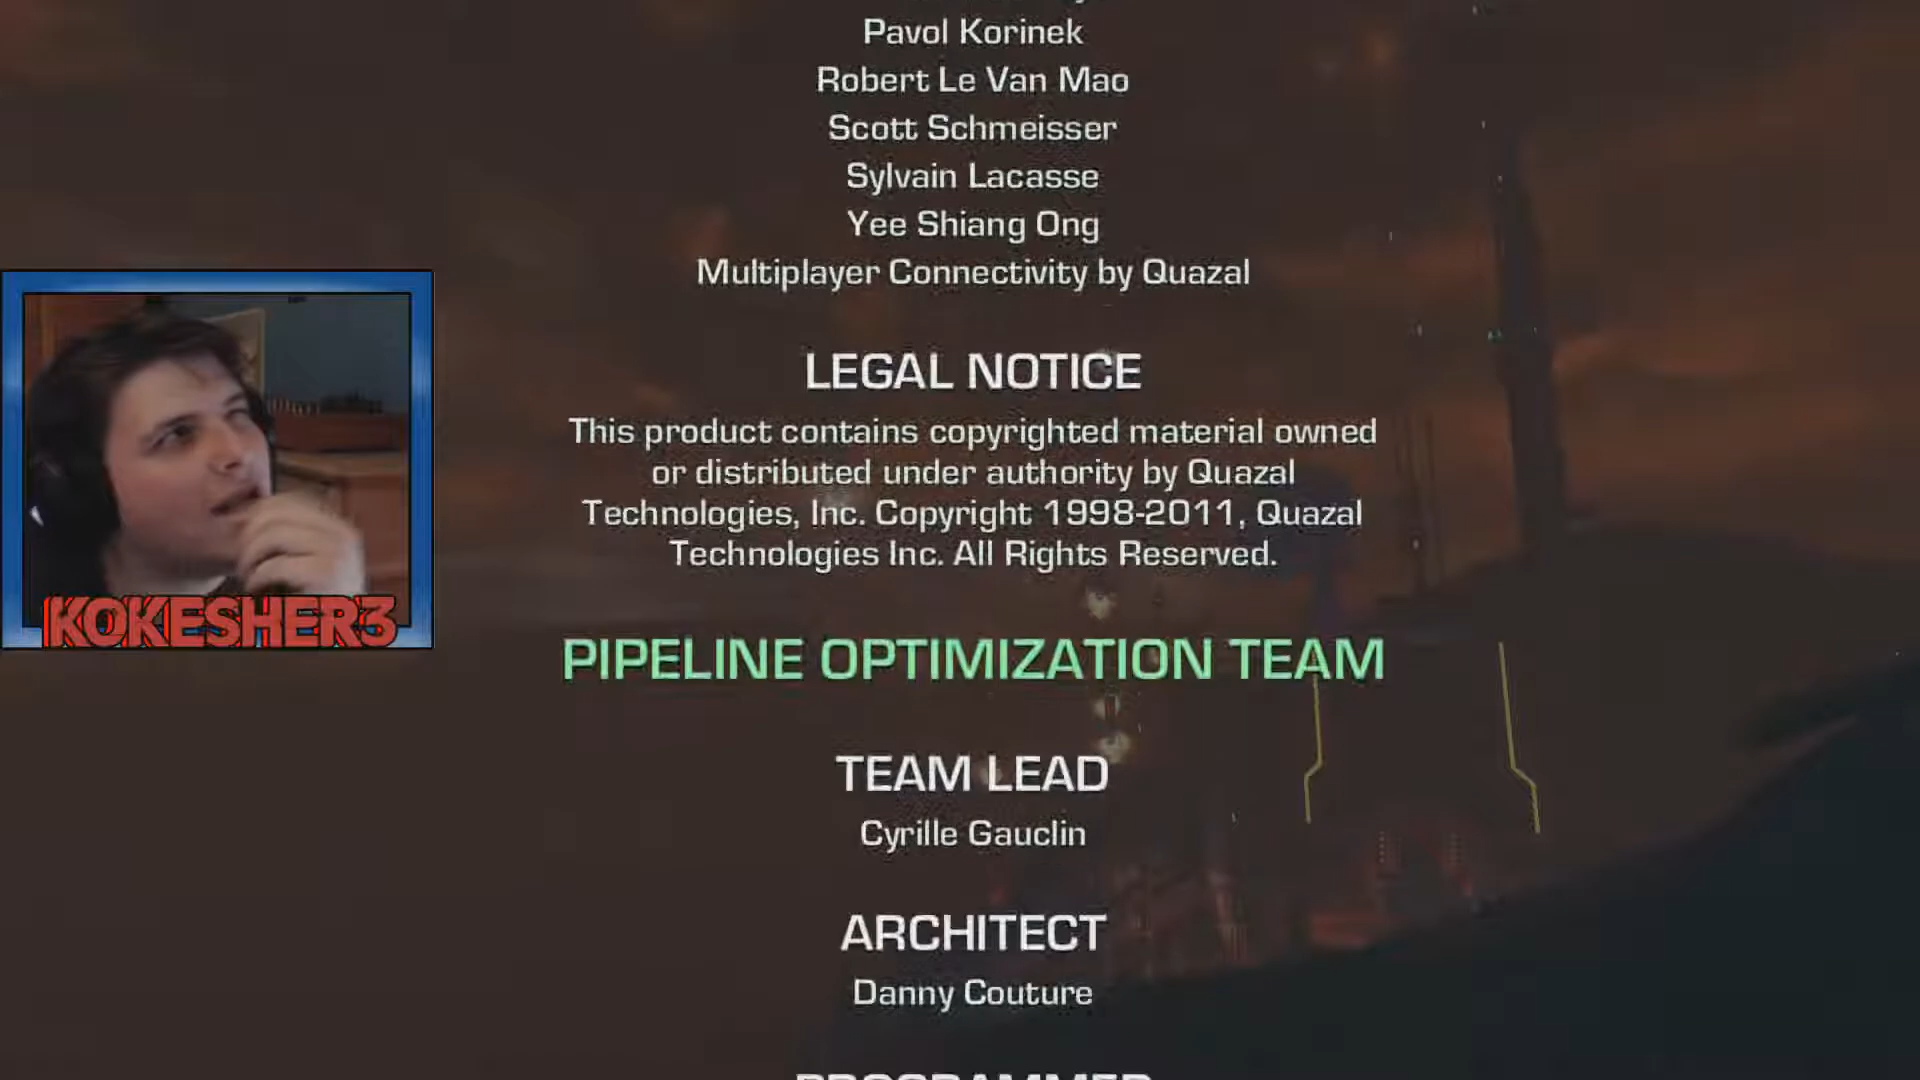 Pavol Korinek
Robert Le Van Mao
Scott Schmeisser
Sylvain Lacasse
Yee Shiang Ong
Multiplayer Connectivity by Quazal
LEGAL NOTICE
This product contains copyrighted material owned
or distributed under authority by Quazal
Technologies, Inc. Copyright 1998-2011, Quazal
Technologies Inc. All Rights Reserved.
KOKESHER3
PIPELINE OPTIMIZATION TEAM
TEAM LEAD
Cyrille Gauclin
ARCHITECT
Danny Couture
PROGRAMMER